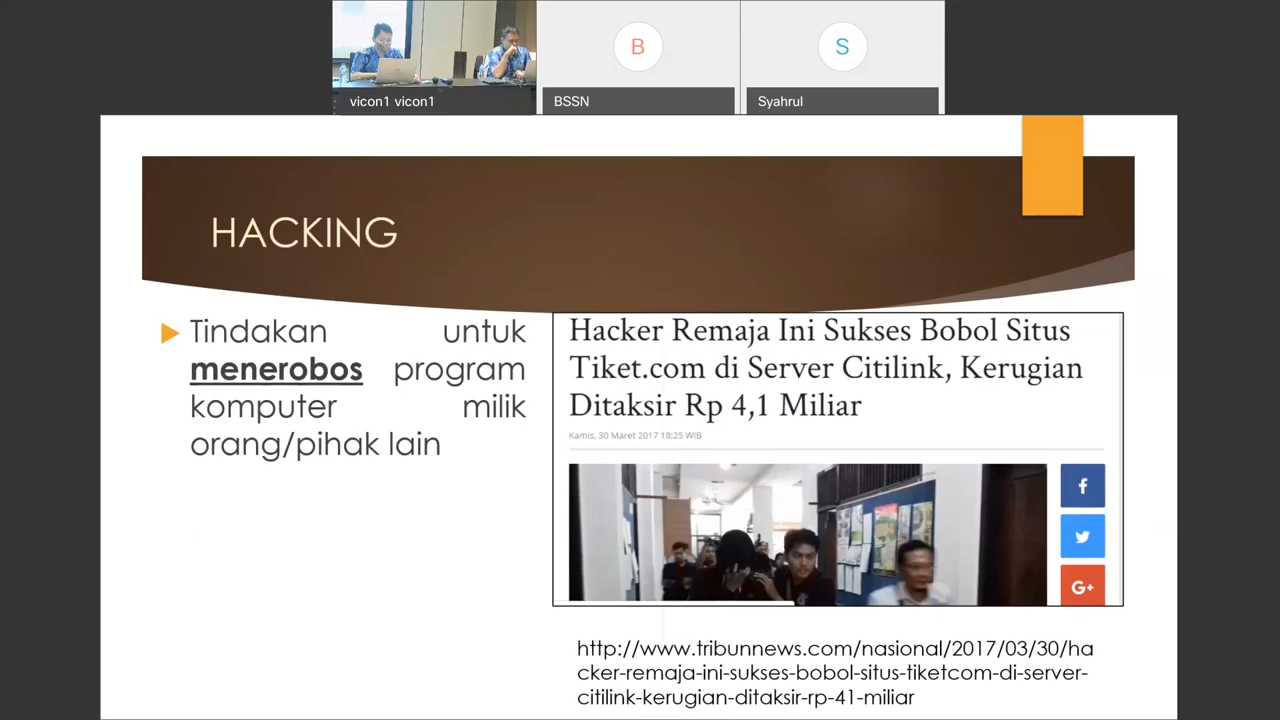 B
S
vicon1 vicon1
BSSN
Syahrul
HACKING
Tindakan untuk
menerobos program
komputer milik
orang/pihak lain
Hacker Remaja Ini Sukses Bobol Situs
Tiket.com di Server Citilink, Kerugian
Ditaksir Rp 4,1 Miliar
Kamis, 30 Maret 2017 18:25 WIB
f
G+
http://www.tribunnews.com/nasional/2017/03/30/ha
cker-remaja-ini-sukses-bobol-situs-tiketcom-di-server-
citilink-kerugian-ditaksir-rp-41-miliar